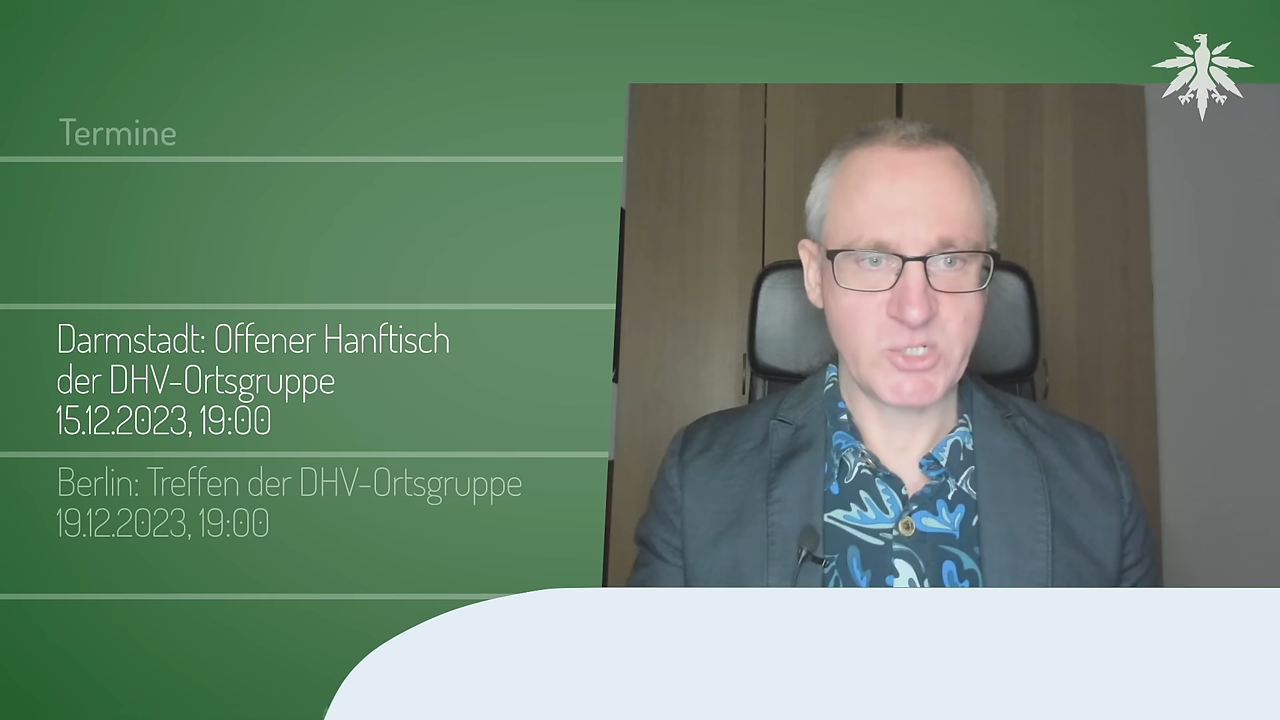 Termine
Darmstadt: Offener Hanftisch
der DHV-Ortsgruppe
15.12.2023, 19:00
Berlin: Treffen der DHV-Ortsgruppe
19.12.2023, 19:00